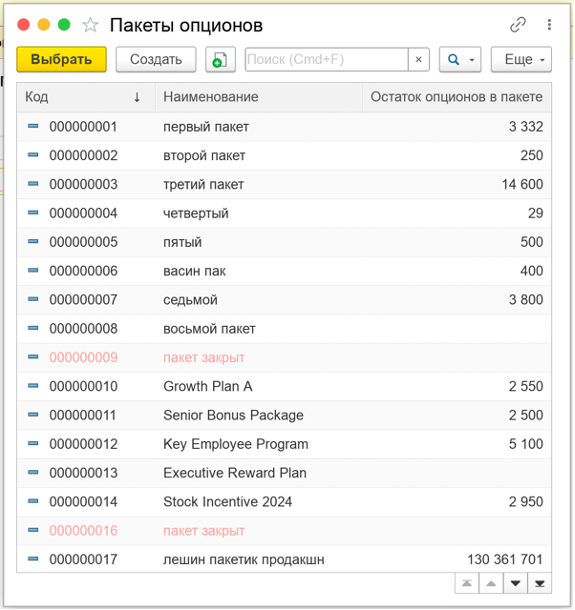 Пакеты опционов
Выбрать Создать Поиск (Cmd+F) × Еще
Код ↓ Наименование Остаток опционов в пакете
000000001 первый пакет 3 332
000000002 второй пакет 250
000000003 третий пакет 14 600
000000004 четвертый 29
000000005 пятый 500
000000006 васин пак 400
000000007 седьмой 3 800
000000008 восьмой пакет
000000009 пакет закрыт
000000010 Growth Plan A 2 550
000000011 Senior Bonus Package 2 500
000000012 Key Employee Program 5 100
000000013 Executive Reward Plan
000000014 Stock Incentive 2024 2 950
000000016 пакет закрыт
000000017 лешин пакетик продакшн 130 361 701